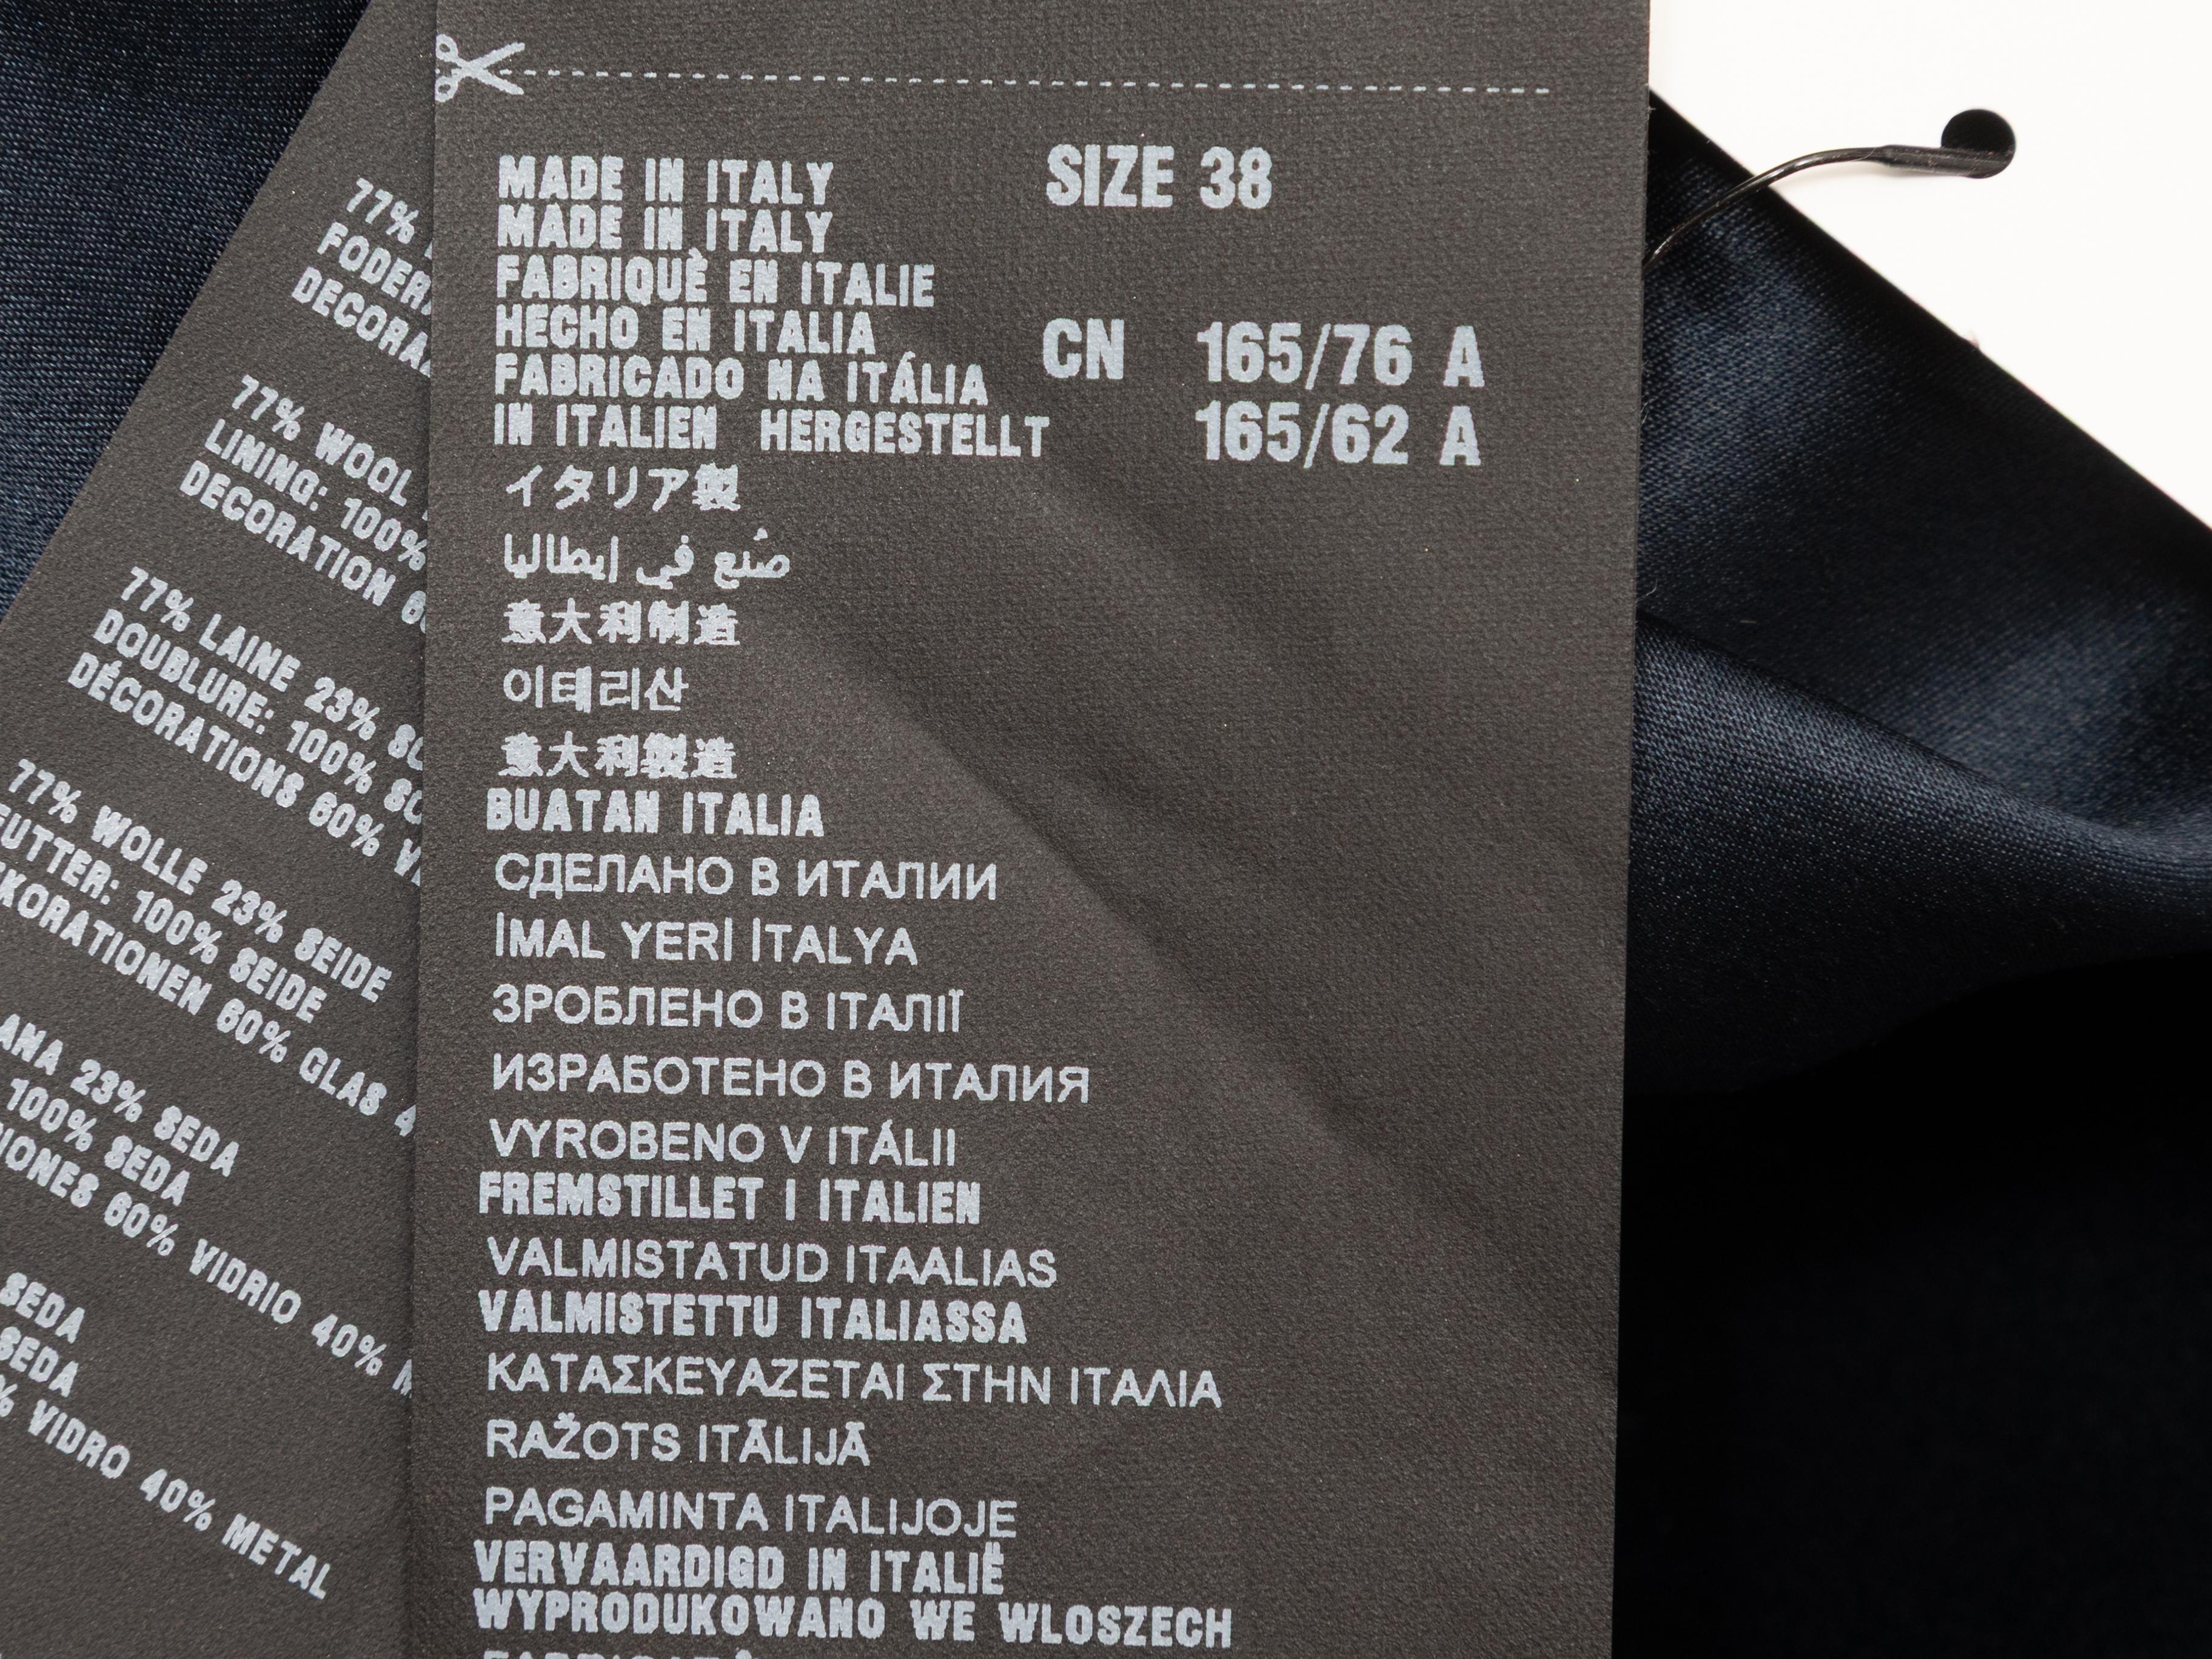 77%
FODER
DECORA
77% WOOL
LINING: 100%
DECORATION 6
77% LAINE 23% SO
DOUBLURE: 100% SO
DÉCORATIONS 60% V
77% WOLLE 23% SEIDE
FUTTER: 100% SEIDE
KORATIONEN 60% GLAS 4
ANA 23% SEDA
100% SEDA
IONES 60% VIDRIO 40% M
SEDA
SEDA
% VIDRO 40% METAL
MADE IN ITALY
MADE IN ITALY
FABRIQUÈ EN ITALIE
HECHO EN ITALIA
FABRICADO NA ITÁLIA
IN ITALIEN HERGESTELLT
イタリア製
صُنع في ايطاليا
意大利制造
이태리산
意大利製造
BUATAN ITALIA
СДЕЛАНО В ИТАЛИИ
İMAL YERİ İTALYA
ЗРОБЛЕНО В ІТАЛІЇ
ИЗРАБОТЕНО В ИТАЛИЯ
VYROBENO V ITÁLII
FREMSTILLET I ITALIEN
VALMISTATUD ITAALIAS
VALMISTETTU ITALIASSA
ΚΑΤΑΣΚΕΥΑΖΕΤΑΙ ΣΤΗΝ ΙΤΑΛΙΑ
RAŽOTS ITĀLIJĀ
PAGAMINTA ITALIJOJE
VERVAARDIGD IN ITALIË
WYPRODUKOWANO WE WLOSZECH
SIZE 38
CN 165/76 A
165/62 A